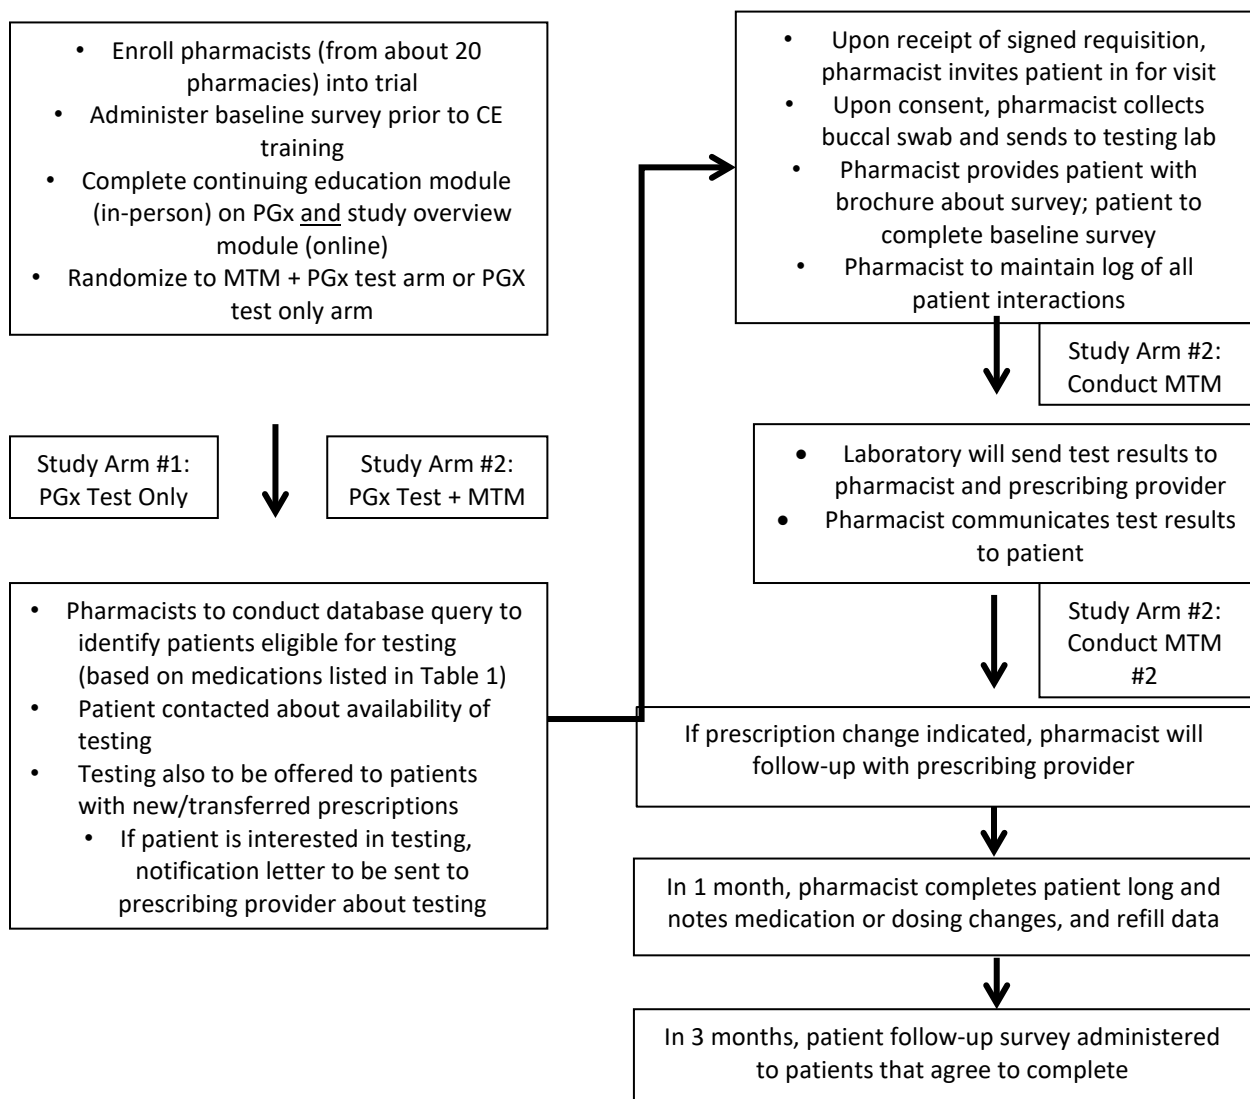 • Enroll pharmacists (from about 20
pharmacies) into trial
• Administer baseline survey prior to CE
training
• Complete continuing education module
(in-person) on PGx and study overview
module (online)
• Randomize to MTM + PGx test arm or PGX
test only arm
Study Arm #1:
PGx Test Only
Study Arm #2:
PGx Test + MTM
• Pharmacists to conduct database query to
identify patients eligible for testing
(based on medications listed in Table 1)
• Patient contacted about availability of
testing
• Testing also to be offered to patients
with new/transferred prescriptions
• If patient is interested in testing,
notification letter to be sent to
prescribing provider about testing
• Upon receipt of signed requisition,
pharmacist invites patient in for visit
• Upon consent, pharmacist collects
buccal swab and sends to testing lab
• Pharmacist provides patient with
brochure about survey; patient to
complete baseline survey
• Pharmacist to maintain log of all
patient interactions
Study Arm #2:
Conduct MTM
• Laboratory will send test results to
pharmacist and prescribing provider
• Pharmacist communicates test results
to patient
Study Arm #2:
Conduct MTM
#2
If prescription change indicated, pharmacist will
follow-up with prescribing provider
In 1 month, pharmacist completes patient long and
notes medication or dosing changes, and refill data
In 3 months, patient follow-up survey administered
to patients that agree to complete